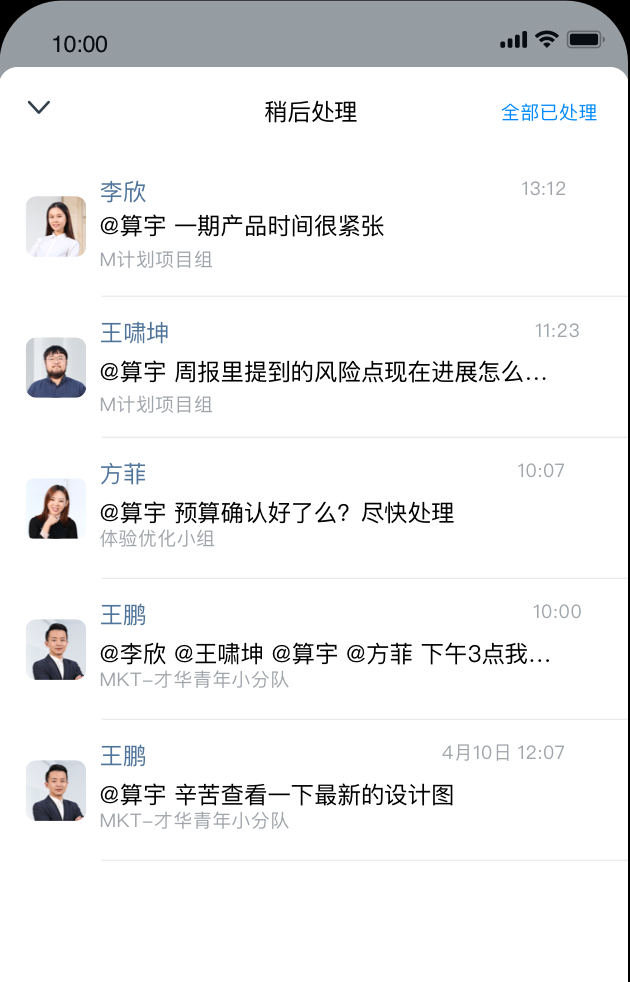 10:00
稍后处理
全部已处理
李欣
13:12
@算宇 一期产品时间很紧张
M计划项目组
王啸坤
11:23
@算宇 周报里提到的风险点现在进展怎么...
M计划项目组
方菲
10:07
@算宇 预算确认好了么？尽快处理
体验优化小组
王鹏
10:00
@李欣 @王啸坤 @算宇 @方菲 下午3点我...
MKT-才华青年小分队
王鹏
4月10日 12:07
@算宇 辛苦查看一下最新的设计图
MKT-才华青年小分队